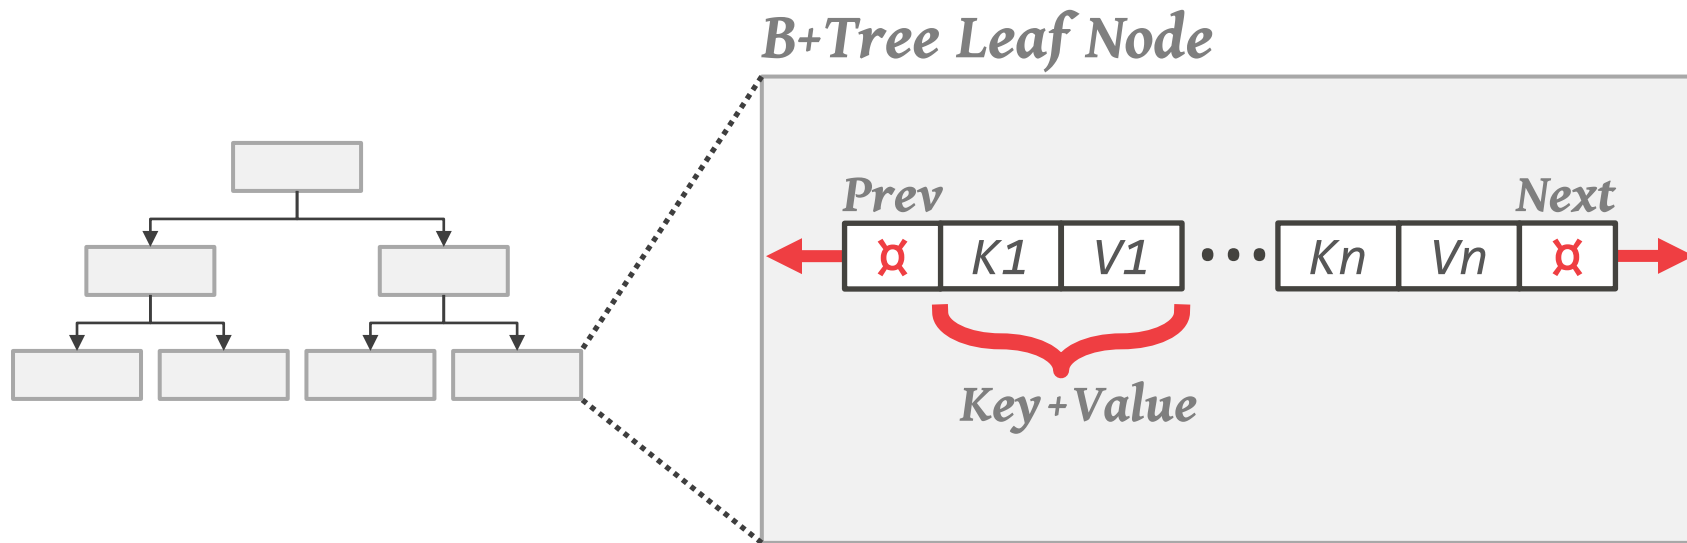 B+Tree Leaf Node
Prev Next
¤ K1 V1 ... Kn Vn ¤
Key+Value